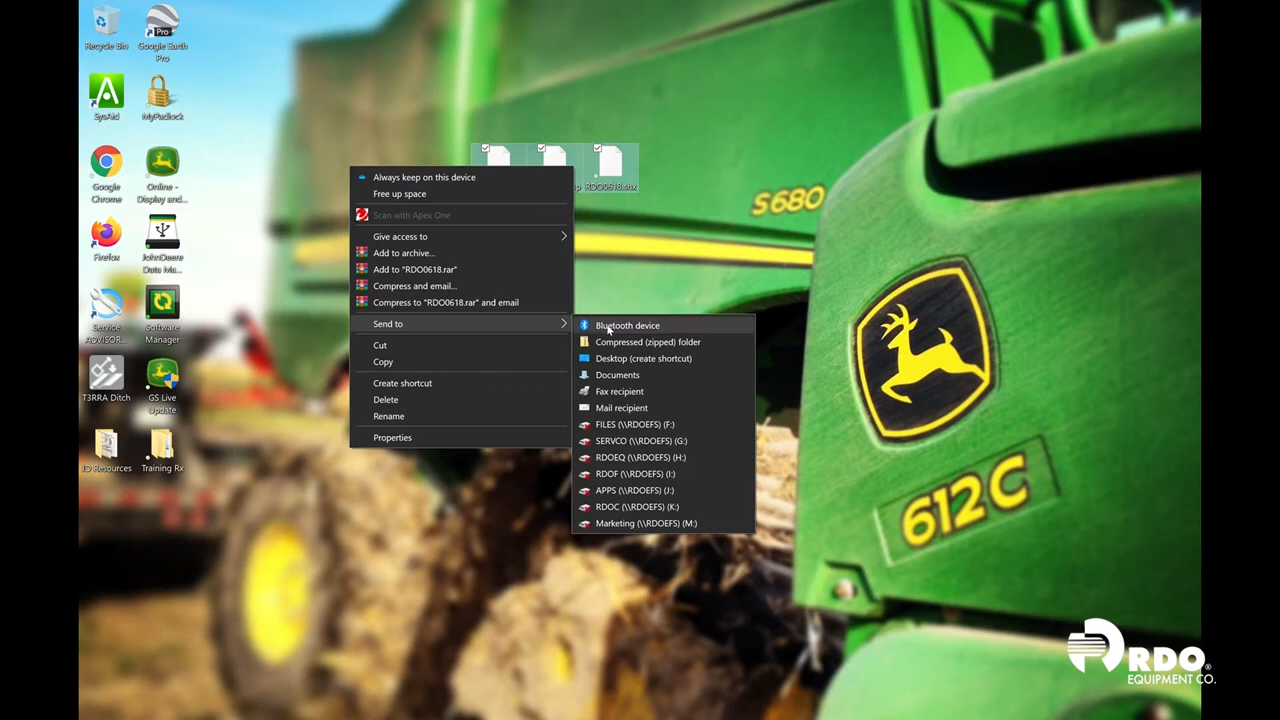 Recycle Bin
Google Earth
Pro
Pro
SysAid
MyPadlock
Google
Chrome
Online -
Display and...
Firefox
JohnDeere
Data Ma...
Service
ADVISOR...
Software
Manager
T3RRA Ditch
GS Live
Update
JD Resources
Training Rx
RDO0618.shx
Always keep on this device
Free up space
Scan with Apex One
Give access to
Add to archive...
Add to "RDO0618.rar"
Compress and email...
Compress to "RDO0618.rar" and email
Send to
Cut
Copy
Create shortcut
Delete
Rename
Properties
Bluetooth device
Compressed (zipped) folder
Desktop (create shortcut)
Documents
Fax recipient
Mail recipient
FILES (\\RDOEFS) (F:)
SERVCO (\\RDOEFS) (G:)
RDOEQ (\\RDOEFS) (H:)
RDOF (\\RDOEFS) (I:)
APPS (\\RDOEFS) (J:)
RDOC (\\RDOEFS) (K:)
Marketing (\\RDOEFS) (M:)
S680
612C
RDO®
EQUIPMENT CO.